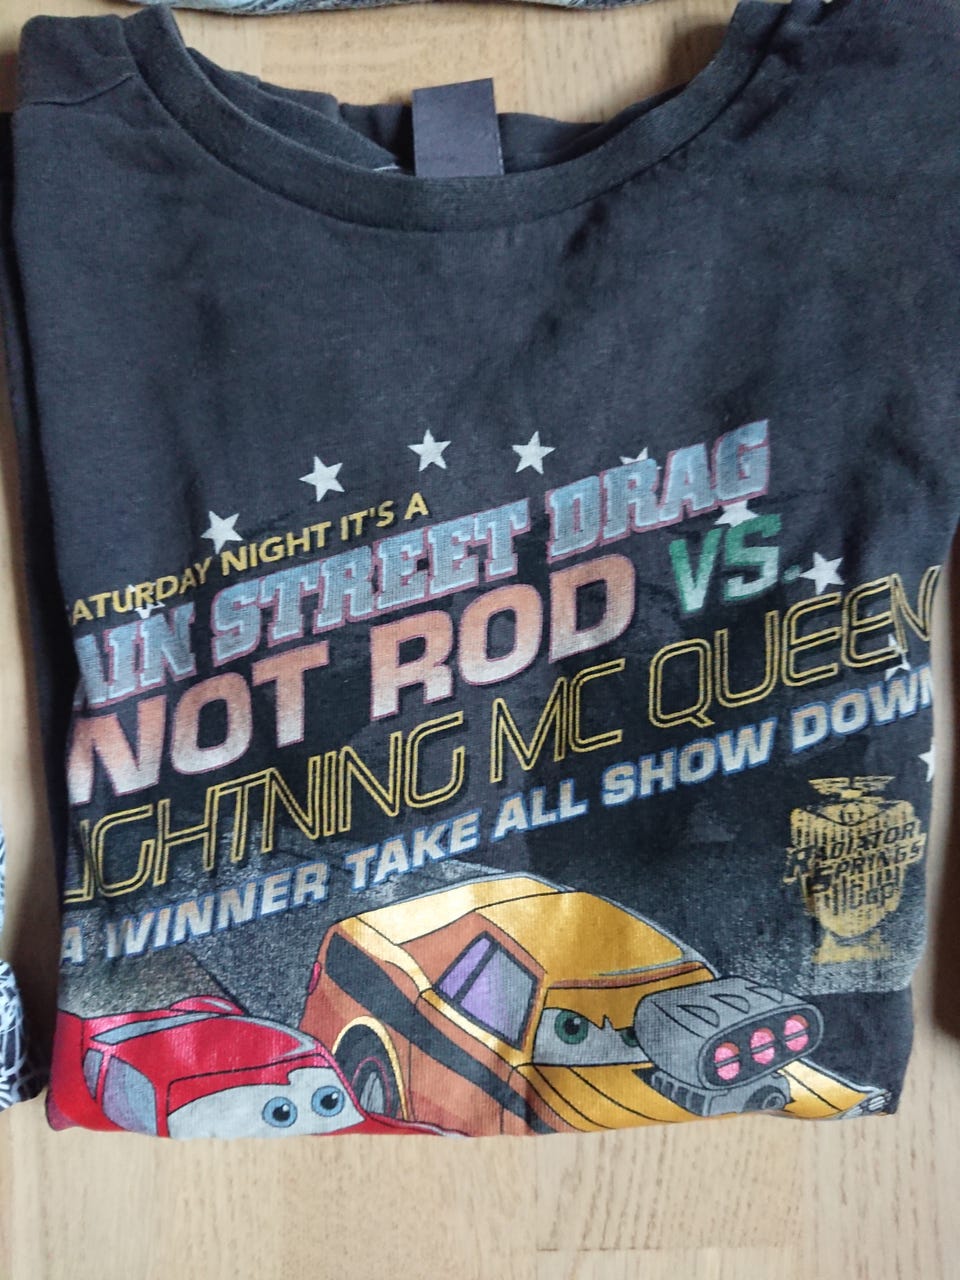 ATURDAY NIGHT IT'S A
AIN STREET DRAG
NOT ROD VS.
LIGHTNING MC QUEEN
A WINNER TAKE ALL SHOW DOWN
RADIATOR
SPRINGS
CUP